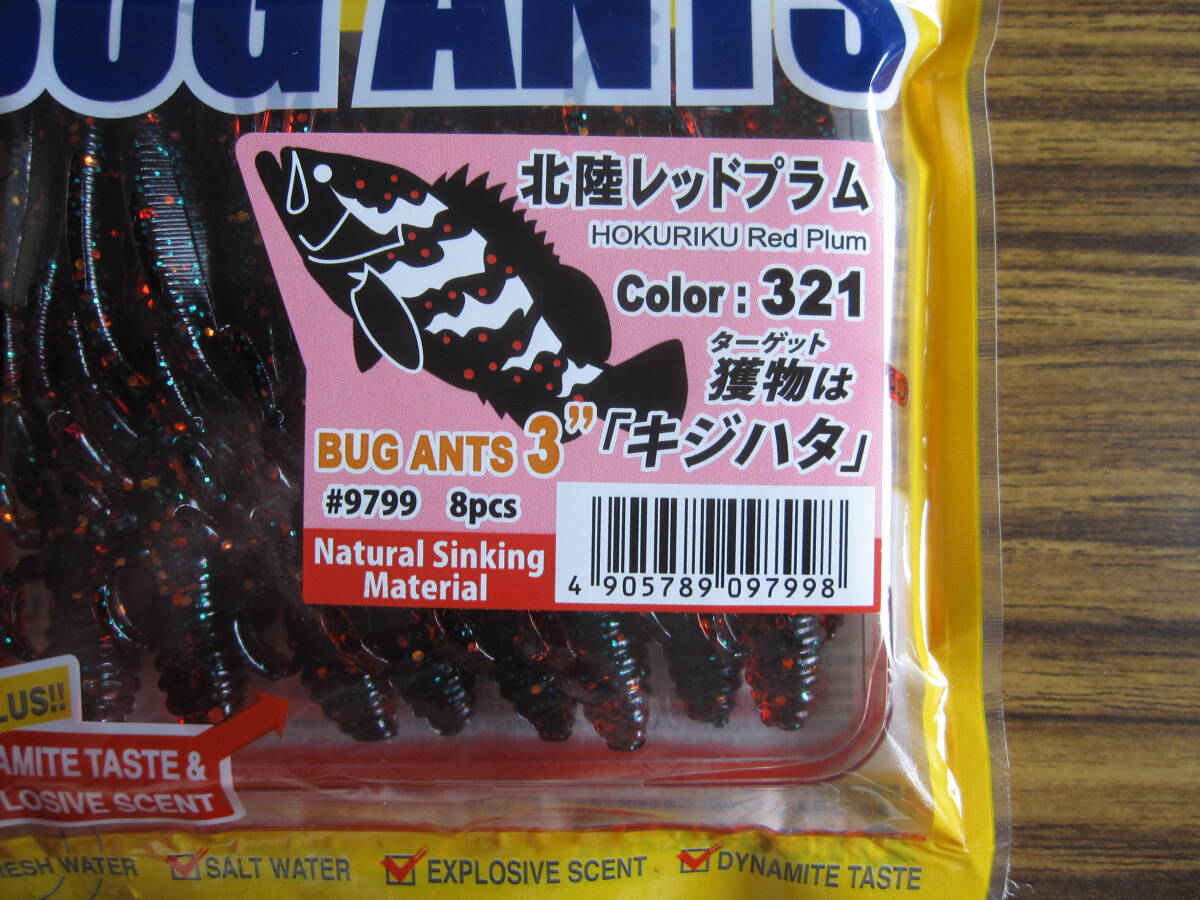 BUG ANTS
北陸レッドプラム
HOKURIKU Red Plum
Color : 321
ターゲット
獲物は
BUG ANTS 3” 「キジハタ」
#9799 8pcs
Natural Sinking
Material
4 905789 097998
LUS!!
AMITE TASTE &
LOSIVE SCENT
RESH WATER SALT WATER EXPLOSIVE SCENT DYNAMITE TASTE